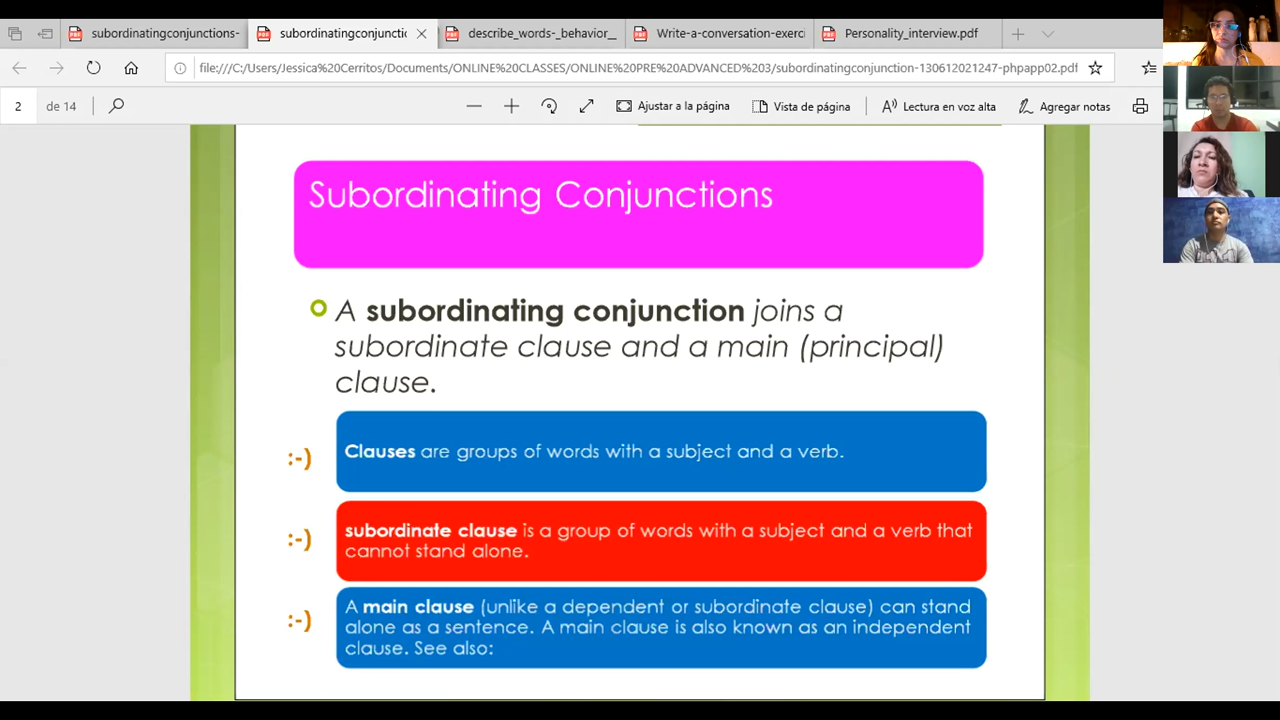 subordinatingconjunctions-
subordinatingconjunctic
describe_words-_behavior_
Write-a-conversation-exerci
Personality_interview.pdf
file:///C:/Users/Jessica%20Cerritos/Documents/ONLINE%20CLASSES/ONLINE%20PRE%20ADVANCED%203/subordinatingconjunction-130612021247-phpapp02.pdf
2 de 14
Ajustar a la página
Vista de página
Lectura en voz alta
Agregar notas
Subordinating Conjunctions
A subordinating conjunction joins a
subordinate clause and a main (principal)
clause.
:-) Clauses are groups of words with a subject and a verb.
:-) subordinate clause is a group of words with a subject and a verb that
cannot stand alone.
:-) A main clause (unlike a dependent or subordinate clause) can stand
alone as a sentence. A main clause is also known as an independent
clause. See also: